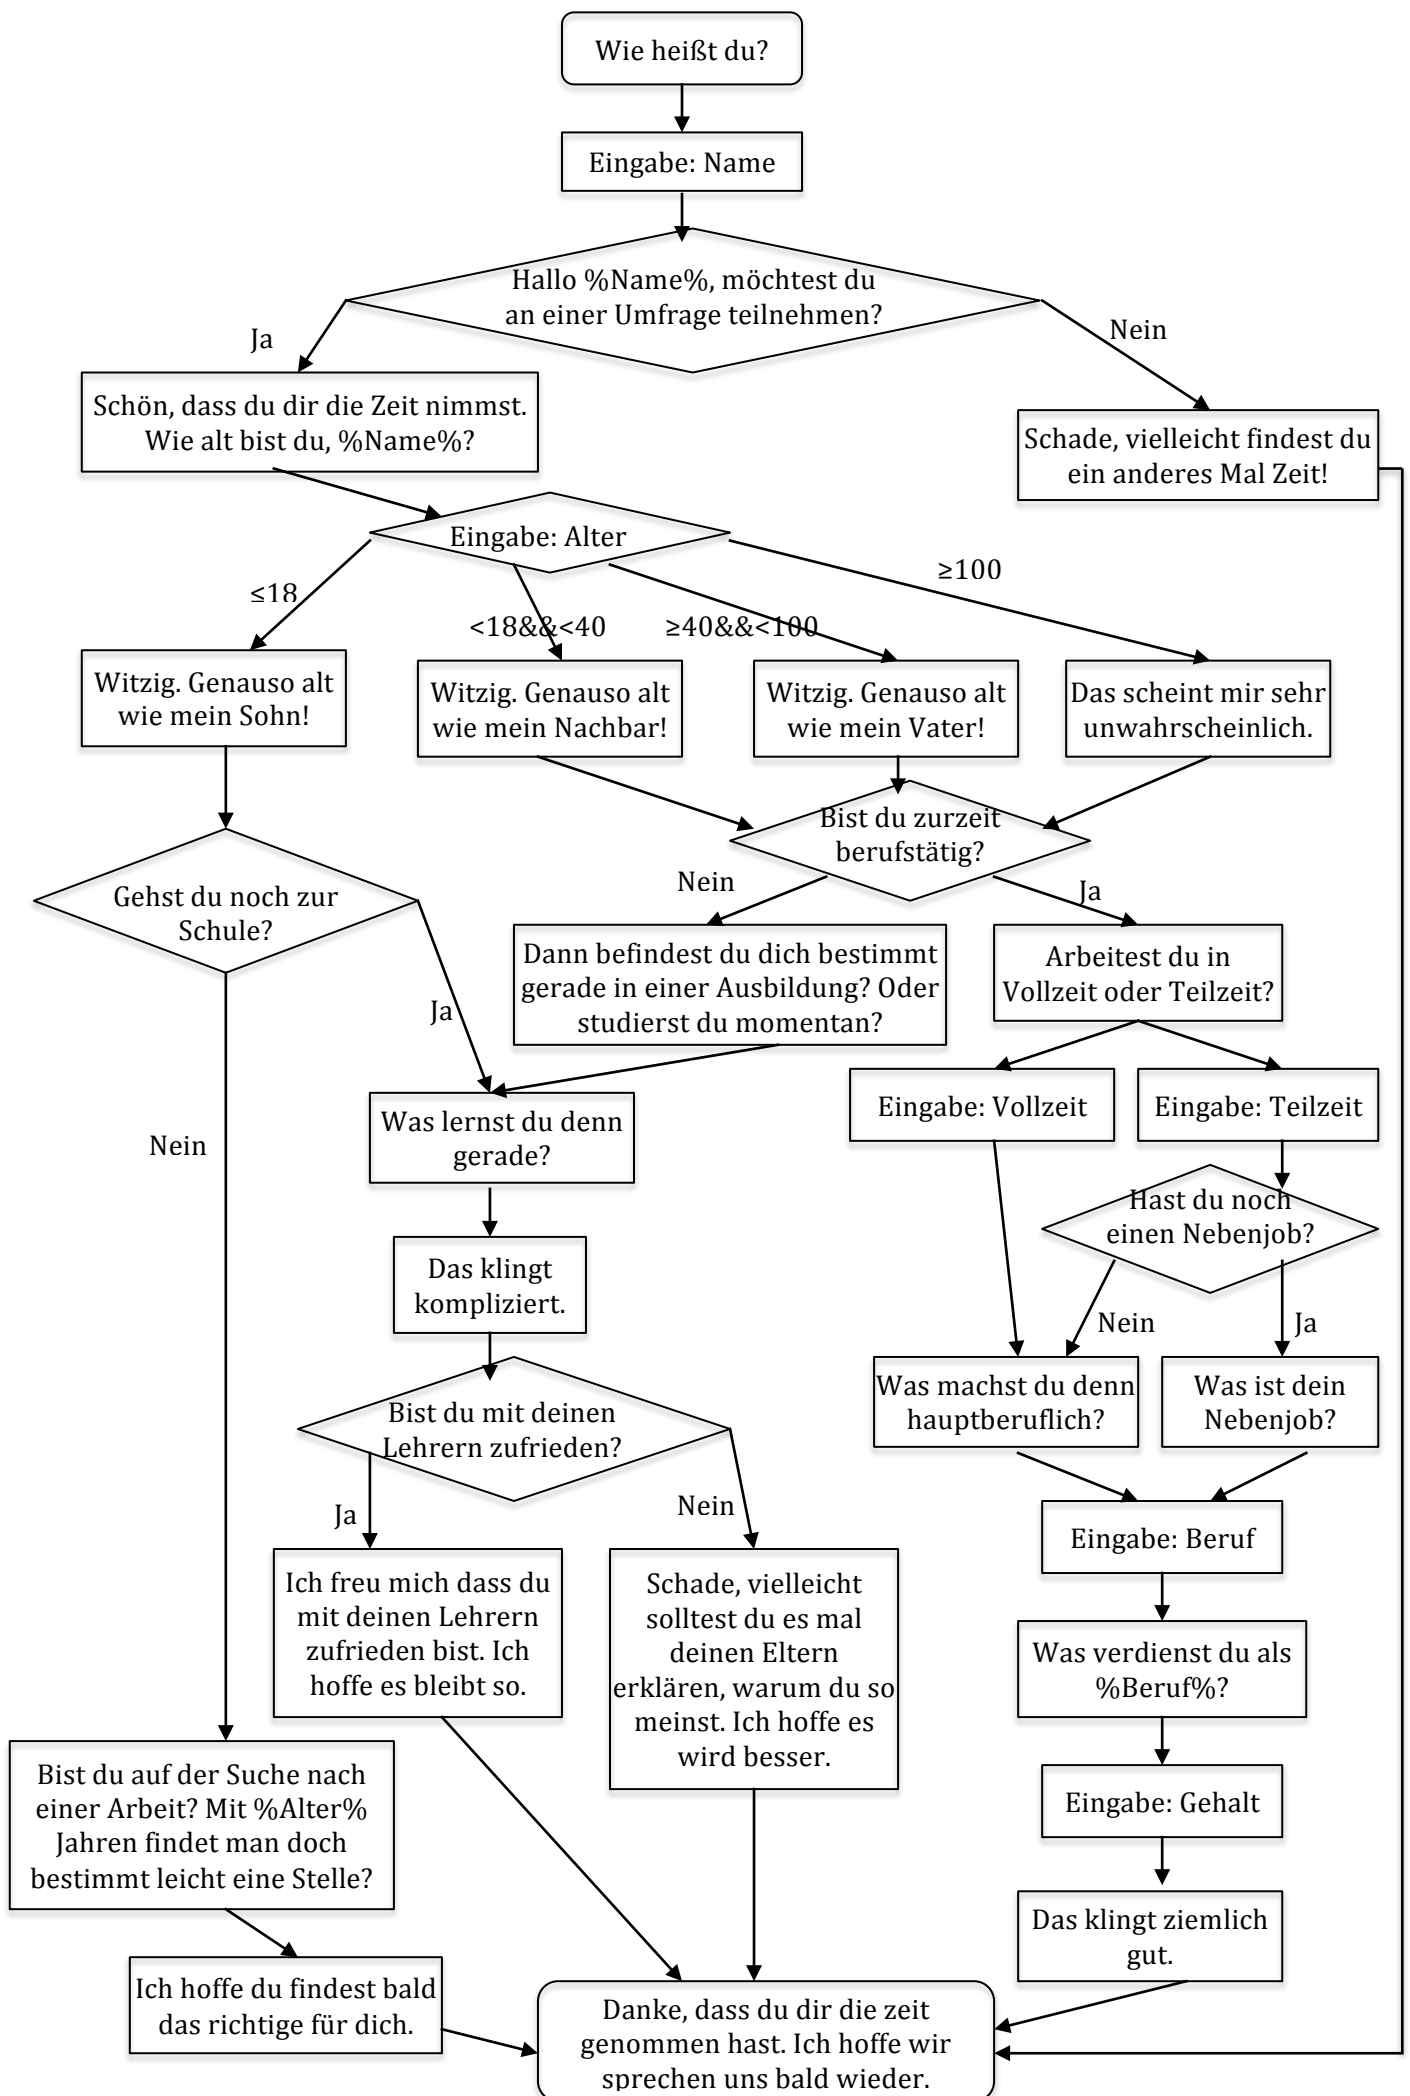 Wie heißt du?
Eingabe: Name
Hallo %Name%, möchtest du
an einer Umfrage teilnehmen?
Ja
Nein
Schön, dass du dir die Zeit nimmst.
Wie alt bist du, %Name%?
Schade, vielleicht findest du
ein anderes Mal Zeit!
Eingabe: Alter
≤18
<18&&<40
≥40&&<100
≥100
Witzig. Genauso alt
wie mein Sohn!
Witzig. Genauso alt
wie mein Nachbar!
Witzig. Genauso alt
wie mein Vater!
Das scheint mir sehr
unwahrscheinlich.
Bist du zurzeit
berufstätig?
Nein
Ja
Gehst du noch zur
Schule?
Dann befindest du dich bestimmt
gerade in einer Ausbildung? Oder
studierst du momentan?
Arbeitest du in
Vollzeit oder Teilzeit?
Ja
Nein
Was lernst du denn
gerade?
Eingabe: Vollzeit
Eingabe: Teilzeit
Hast du noch
einen Nebenjob?
Das klingt
kompliziert.
Nein
Ja
Was machst du denn
hauptberuflich?
Was ist dein
Nebenjob?
Bist du mit deinen
Lehrern zufrieden?
Ja
Nein
Eingabe: Beruf
Ich freu mich dass du
mit deinen Lehrern
zufrieden bist. Ich
hoffe es bleibt so.
Schade, vielleicht
solltest du es mal
deinen Eltern
erklären, warum du so
meinst. Ich hoffe es
wird besser.
Was verdienst du als
%Beruf%?
Bist du auf der Suche nach
einer Arbeit? Mit %Alter%
Jahren findet man doch
bestimmt leicht eine Stelle?
Eingabe: Gehalt
Das klingt ziemlich
gut.
Ich hoffe du findest bald
das richtige für dich.
Danke, dass du dir die zeit
genommen hast. Ich hoffe wir
sprechen uns bald wieder.